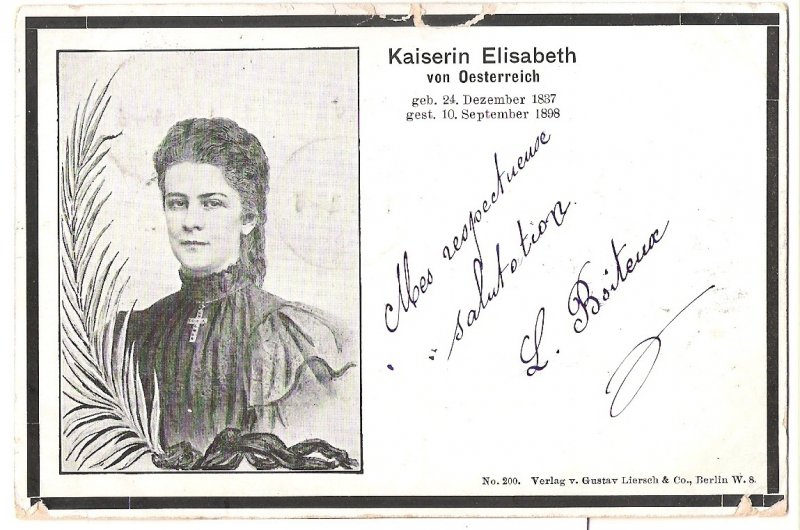 Kaiserin Elisabeth
von Oesterreich
geb. 24. Dezember 1837
gest. 10. September 1898
Mes respectueuse
salutation
L. Boiteux
No. 200. Verlag v. Gustav Liersch & Co., Berlin W. 8.